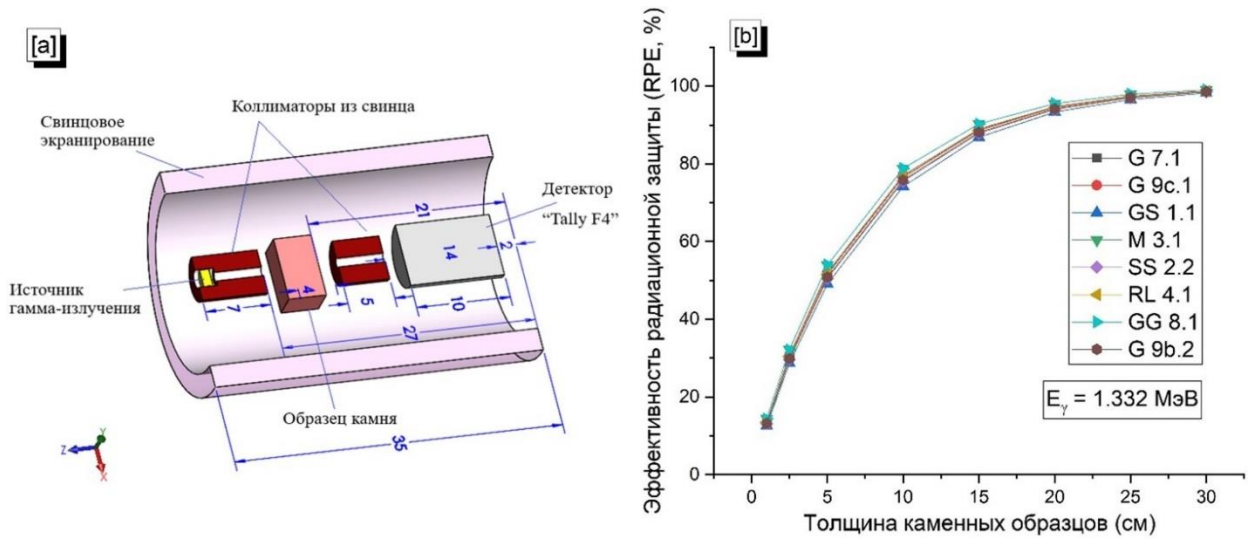 [a]
Свинцовое
экранирование
Коллиматоры из свинца
Детектор
“Tally F4”
21
14
2
Источник
гамма-излучения
7
4
5
10
27
Образец камня
35
Z
Y
X
[b]
Эффективность радиационной защиты (RPE, %)
100
80
60
40
20
0
G 7.1
G 9c.1
GS 1.1
M 3.1
SS 2.2
RL 4.1
GG 8.1
G 9b.2
Eγ = 1.332 МэВ
0 5 10 15 20 25 30
Толщина каменных образцов (см)